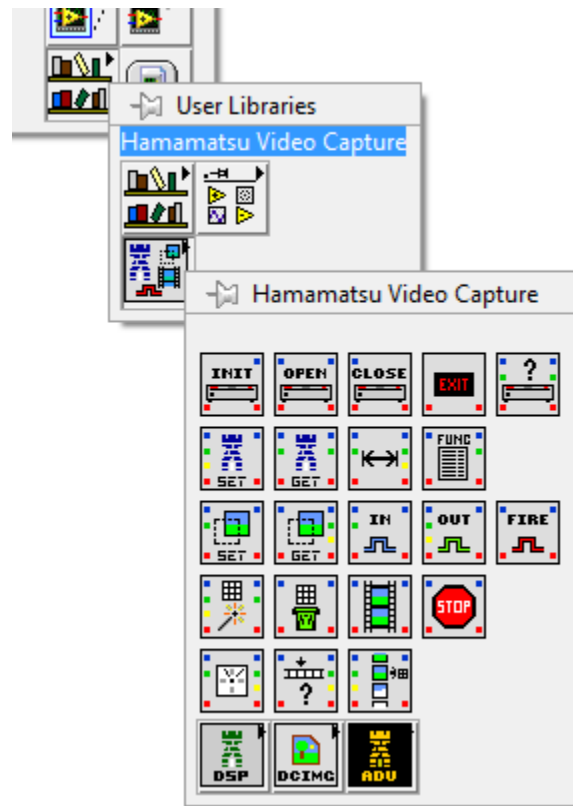 User Libraries
Hamamatsu Video Capture
Hamamatsu Video Capture
INIT OPEN CLOSE EXIT ?
SET GET FUNC
SET GET IN OUT FIRE
STOP
?
DSP DCIMG ADV